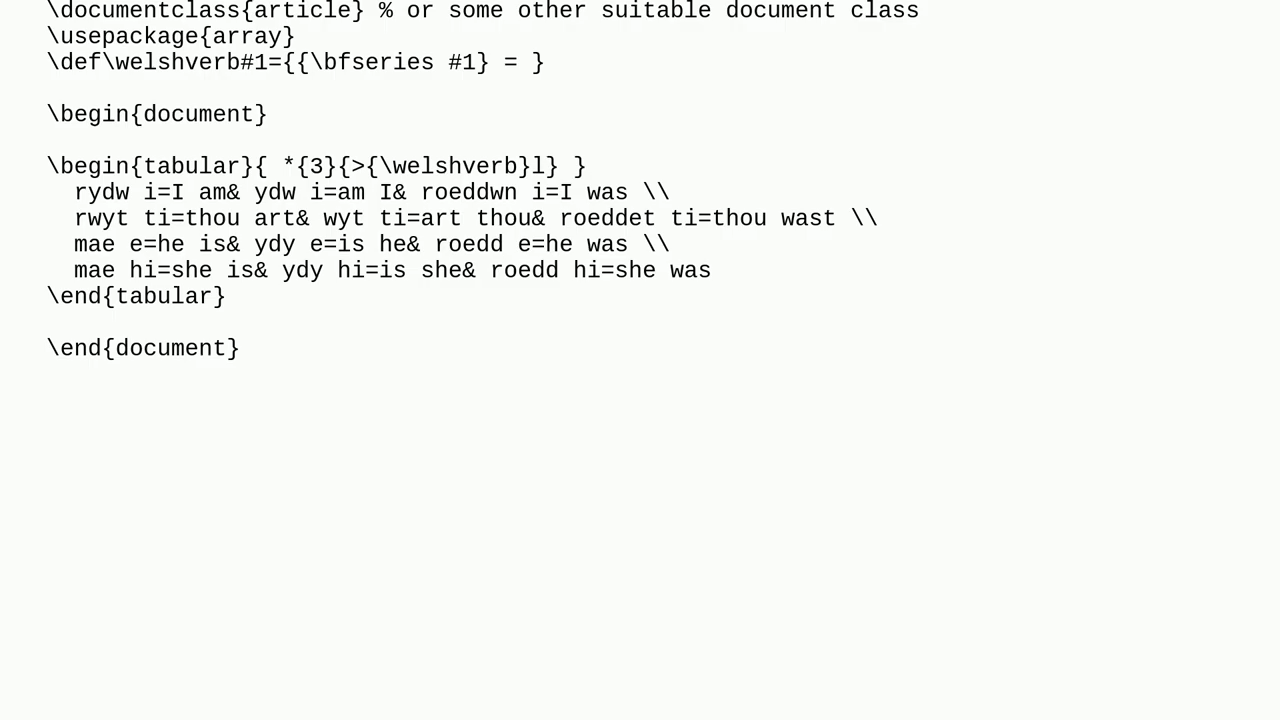 \documentclass{article} % or some other suitable document class
\usepackage{array}
\def\welshverb#1={{\bfseries #1} = }

\begin{document}

\begin{tabular}{ *{3}{>{\welshverb}l} }
  rydw i=I am& ydw i=am I& roeddwn i=I was \\
  rwyt ti=thou art& wyt ti=art thou& roeddet ti=thou wast \\
  mae e=he is& ydy e=is he& roedd e=he was \\
  mae hi=she is& ydy hi=is she& roedd hi=she was
\end{tabular}

\end{document}